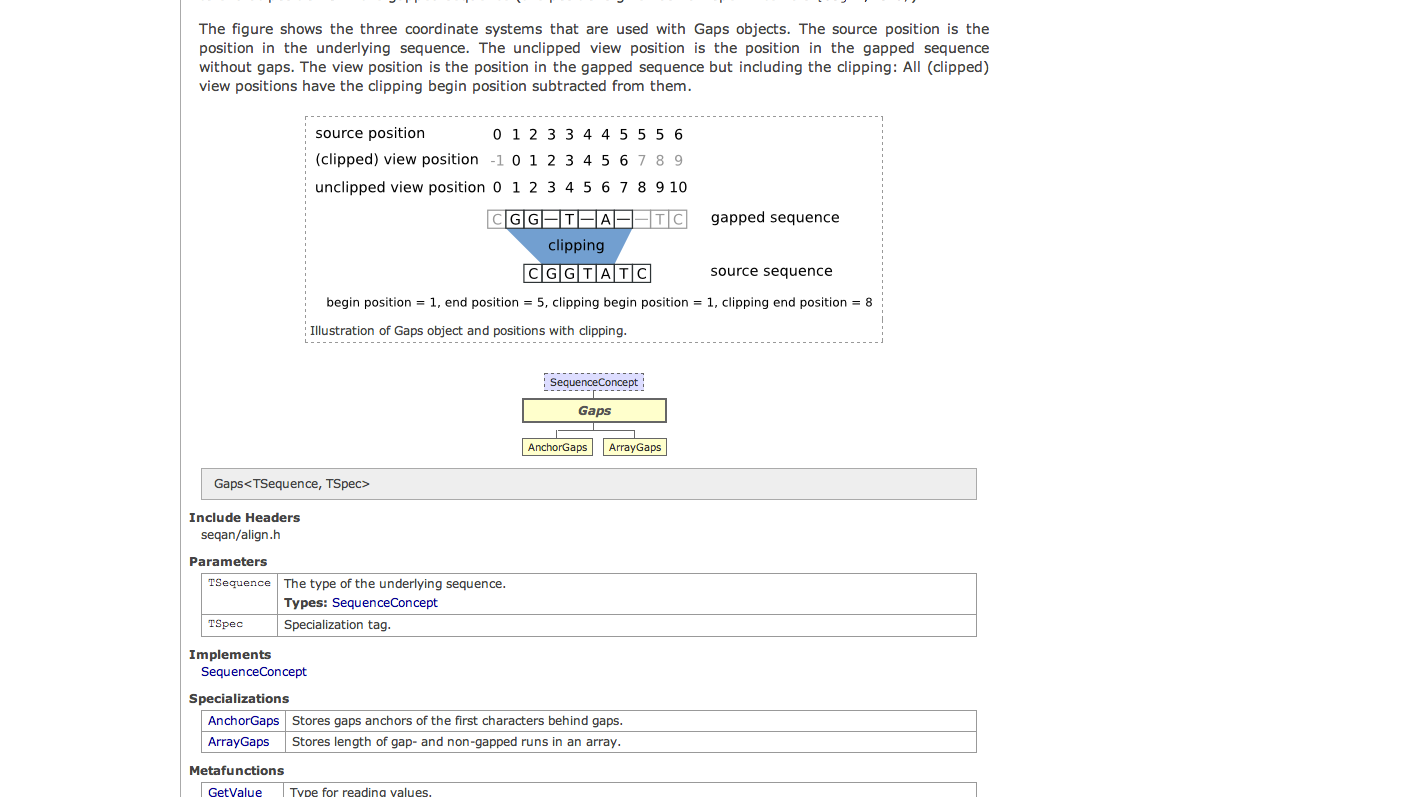 The figure shows the three coordinate systems that are used with Gaps objects. The source position is the
position in the underlying sequence. The unclipped view position is the position in the gapped sequence
without gaps. The view position is the position in the gapped sequence but including the clipping: All (clipped)
view positions have the clipping begin position subtracted from them.
source position 0 1 2 3 3 4 4 5 5 5 6
(clipped) view position -1 0 1 2 3 4 5 6 7 8 9
unclipped view position 0 1 2 3 4 5 6 7 8 9 10
C G G — T — A — — T C gapped sequence
clipping
C G G T A T C source sequence
begin position = 1, end position = 5, clipping begin position = 1, clipping end position = 8
Illustration of Gaps object and positions with clipping.
SequenceConcept
Gaps
AnchorGaps ArrayGaps
Gaps<TSequence, TSpec>
Include Headers
seqan/align.h
Parameters
TSequence The type of the underlying sequence.
Types: SequenceConcept
TSpec Specialization tag.
Implements
SequenceConcept
Specializations
AnchorGaps Stores gaps anchors of the first characters behind gaps.
ArrayGaps Stores length of gap- and non-gapped runs in an array.
Metafunctions
GetValue Type for reading values.